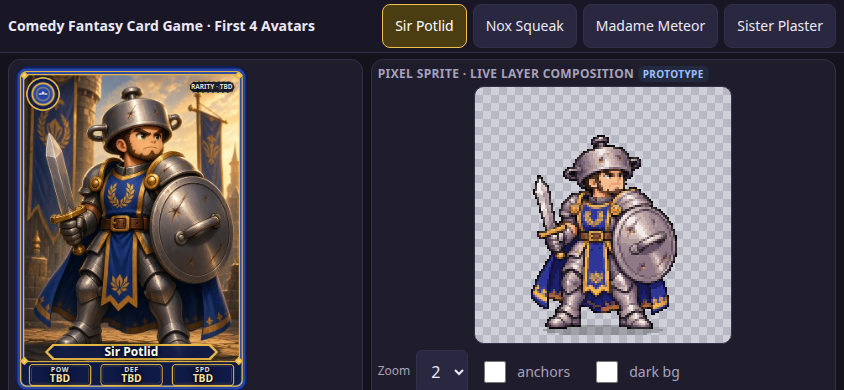 Comedy Fantasy Card Game · First 4 Avatars
Sir Potlid
Nox Squeak
Madame Meteor
Sister Plaster
RARITY · TBD
Sir Potlid
POW
TBD
DEF
TBD
SPD
TBD
PIXEL SPRITE · LIVE LAYER COMPOSITION PROTOTYPE
Zoom
2
anchors
dark bg